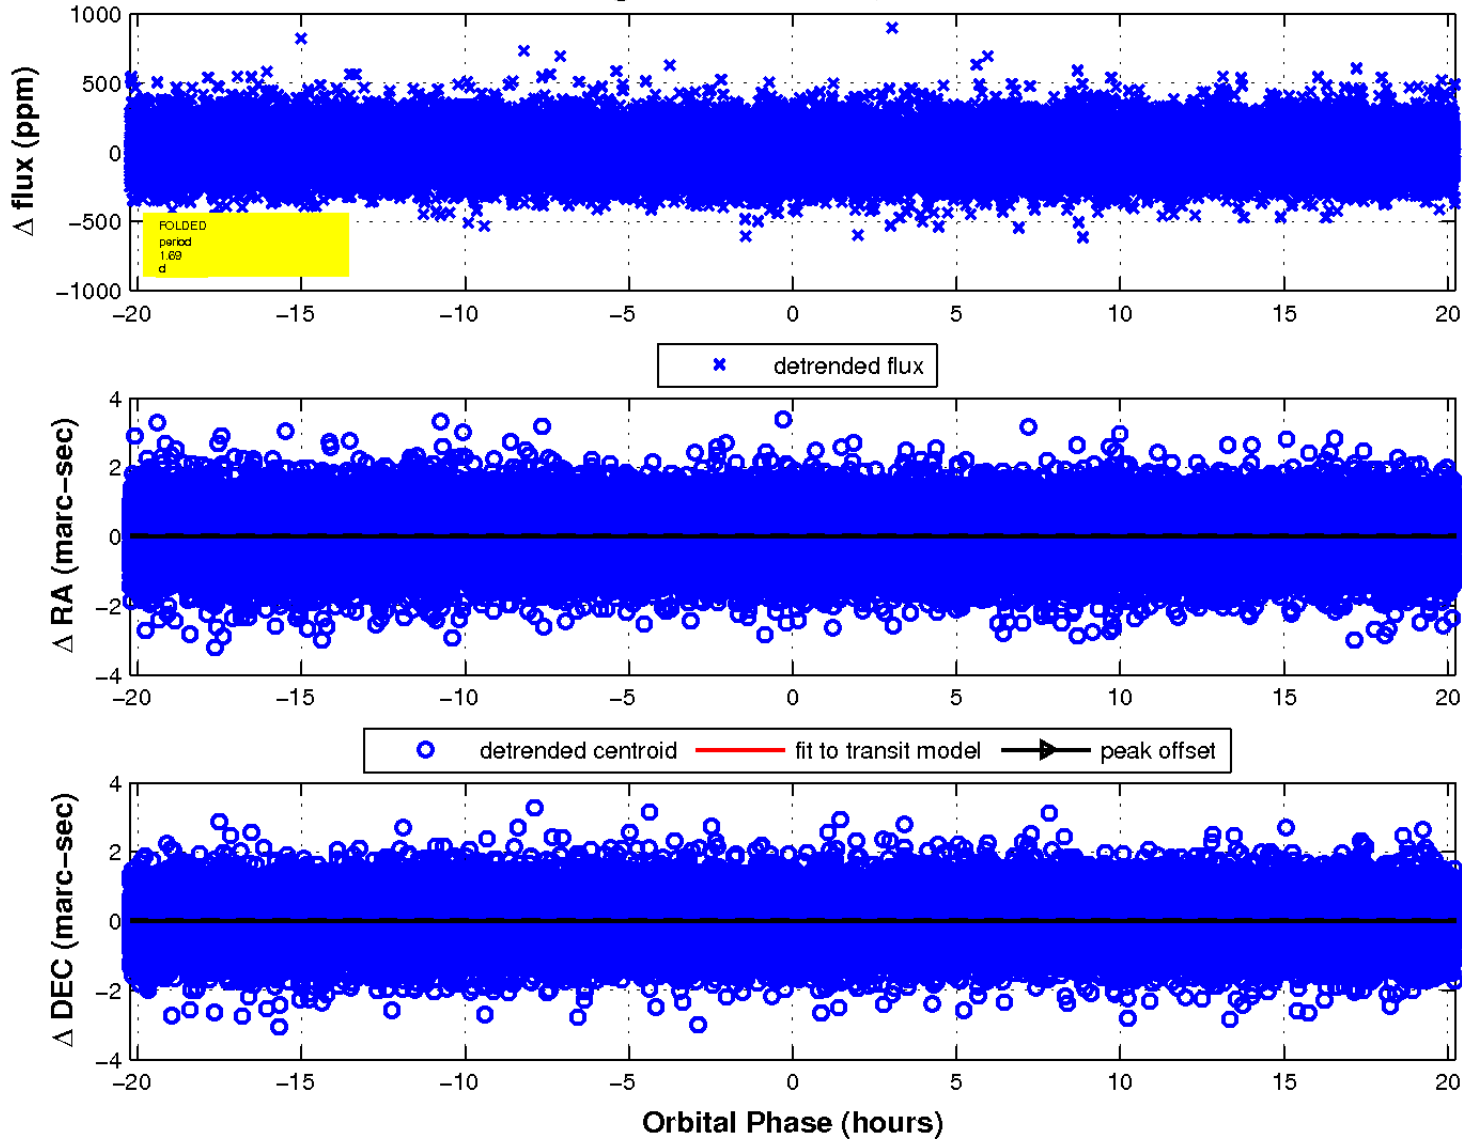 1000
500
0
−500
−1000
Δ flux (ppm)
FOLDED
period
1.69
d
−20 −15 −10 −5 0 5 10 15 20
detrended flux
4
2
0
−2
−4
Δ RA (marc−sec)
−20 −15 −10 −5 0 5 10 15 20
detrended centroid fit to transit model peak offset
4
2
0
−2
−4
Δ DEC (marc−sec)
−20 −15 −10 −5 0 5 10 15 20
Orbital Phase (hours)